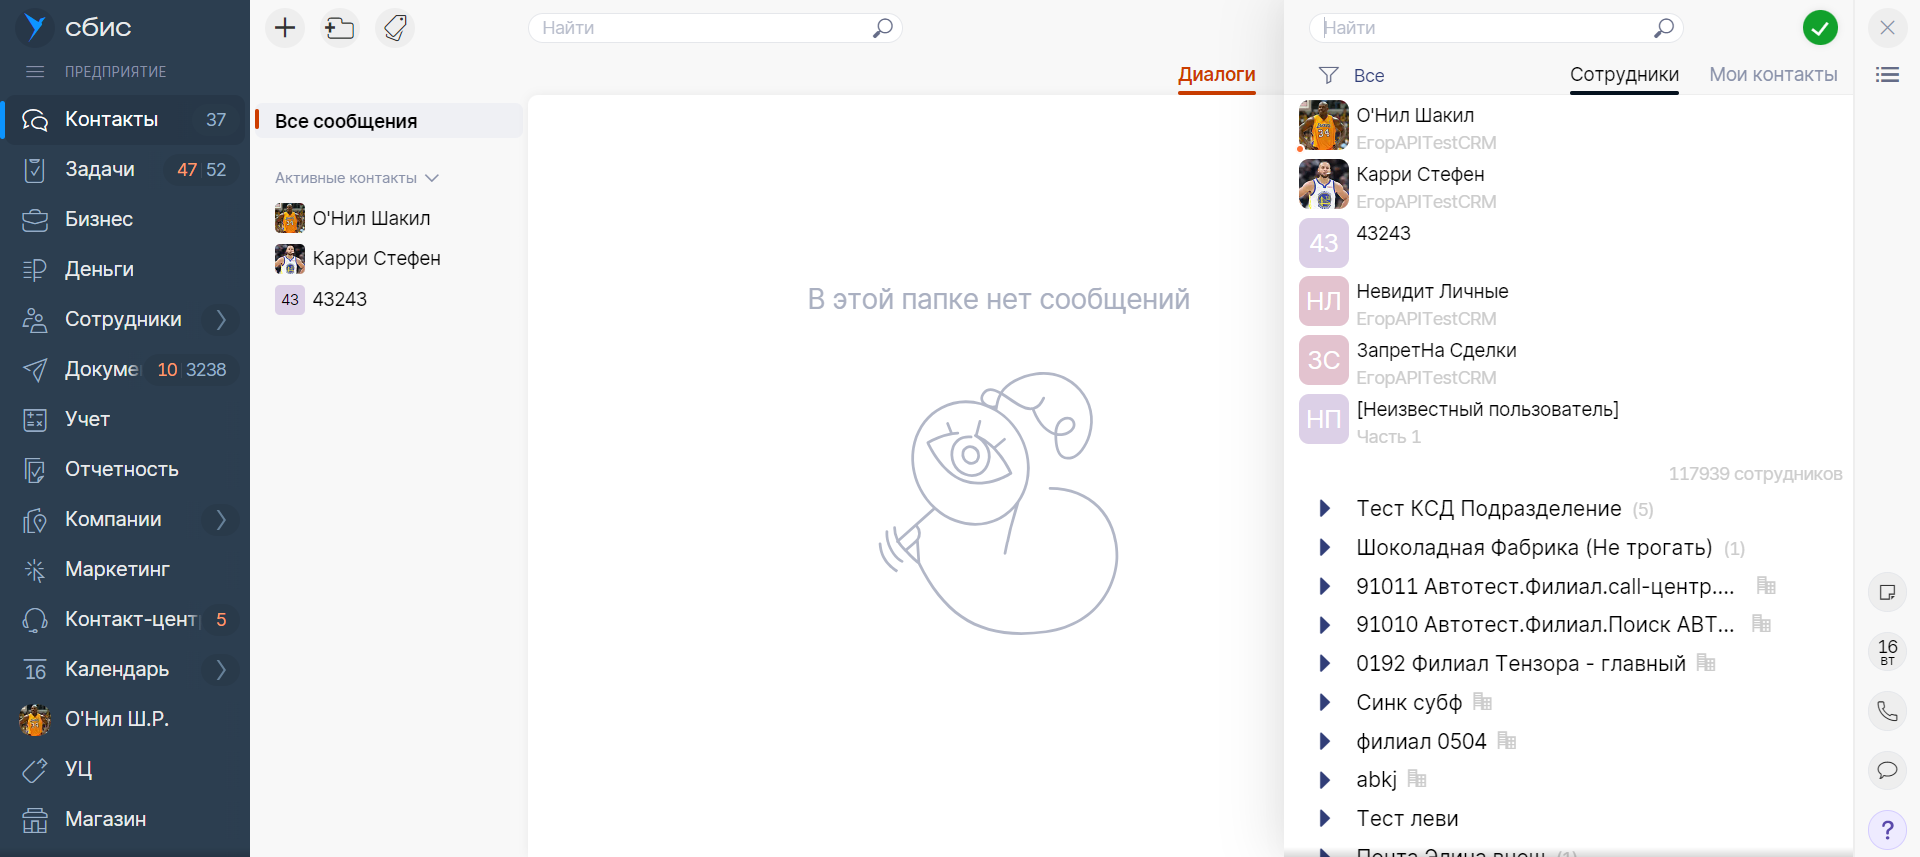 сбис
ПРЕДПРИЯТИЕ
Контакты 37
Задачи 47 52
Бизнес
Деньги
Сотрудники
Докуме 10 3238
Учет
Отчетность
Компании
Маркетинг
Контакт-цент 5
16 Календарь
О'Нил Ш.Р.
УЦ
Магазин
Найти
Диалоги
Все сообщения
Активные контакты
О'Нил Шакил
Карри Стефен
43 43243
В этой папке нет сообщений
Найти
Все Сотрудники Мои контакты
О'Нил Шакил
ЕгорAPITestCRM
Карри Стефен
ЕгорAPITestCRM
43 43243
НЛ Невидит Личные
ЕгорAPITestCRM
ЗС ЗапретНа Сделки
ЕгорAPITestCRM
НП [Неизвестный пользователь]
Часть 1
117939 сотрудников
Тест КСД Подразделение (5)
Шоколадная Фабрика (Не трогать) (1)
91011 Автотест.Филиал.call-центр....
91010 Автотест.Филиал.Поиск АВТ...
0192 Филиал Тензора - главный
Синк субф
филиал 0504
abkj
Тест леви
Почта Элина внеш (1)
16
ВТ
?